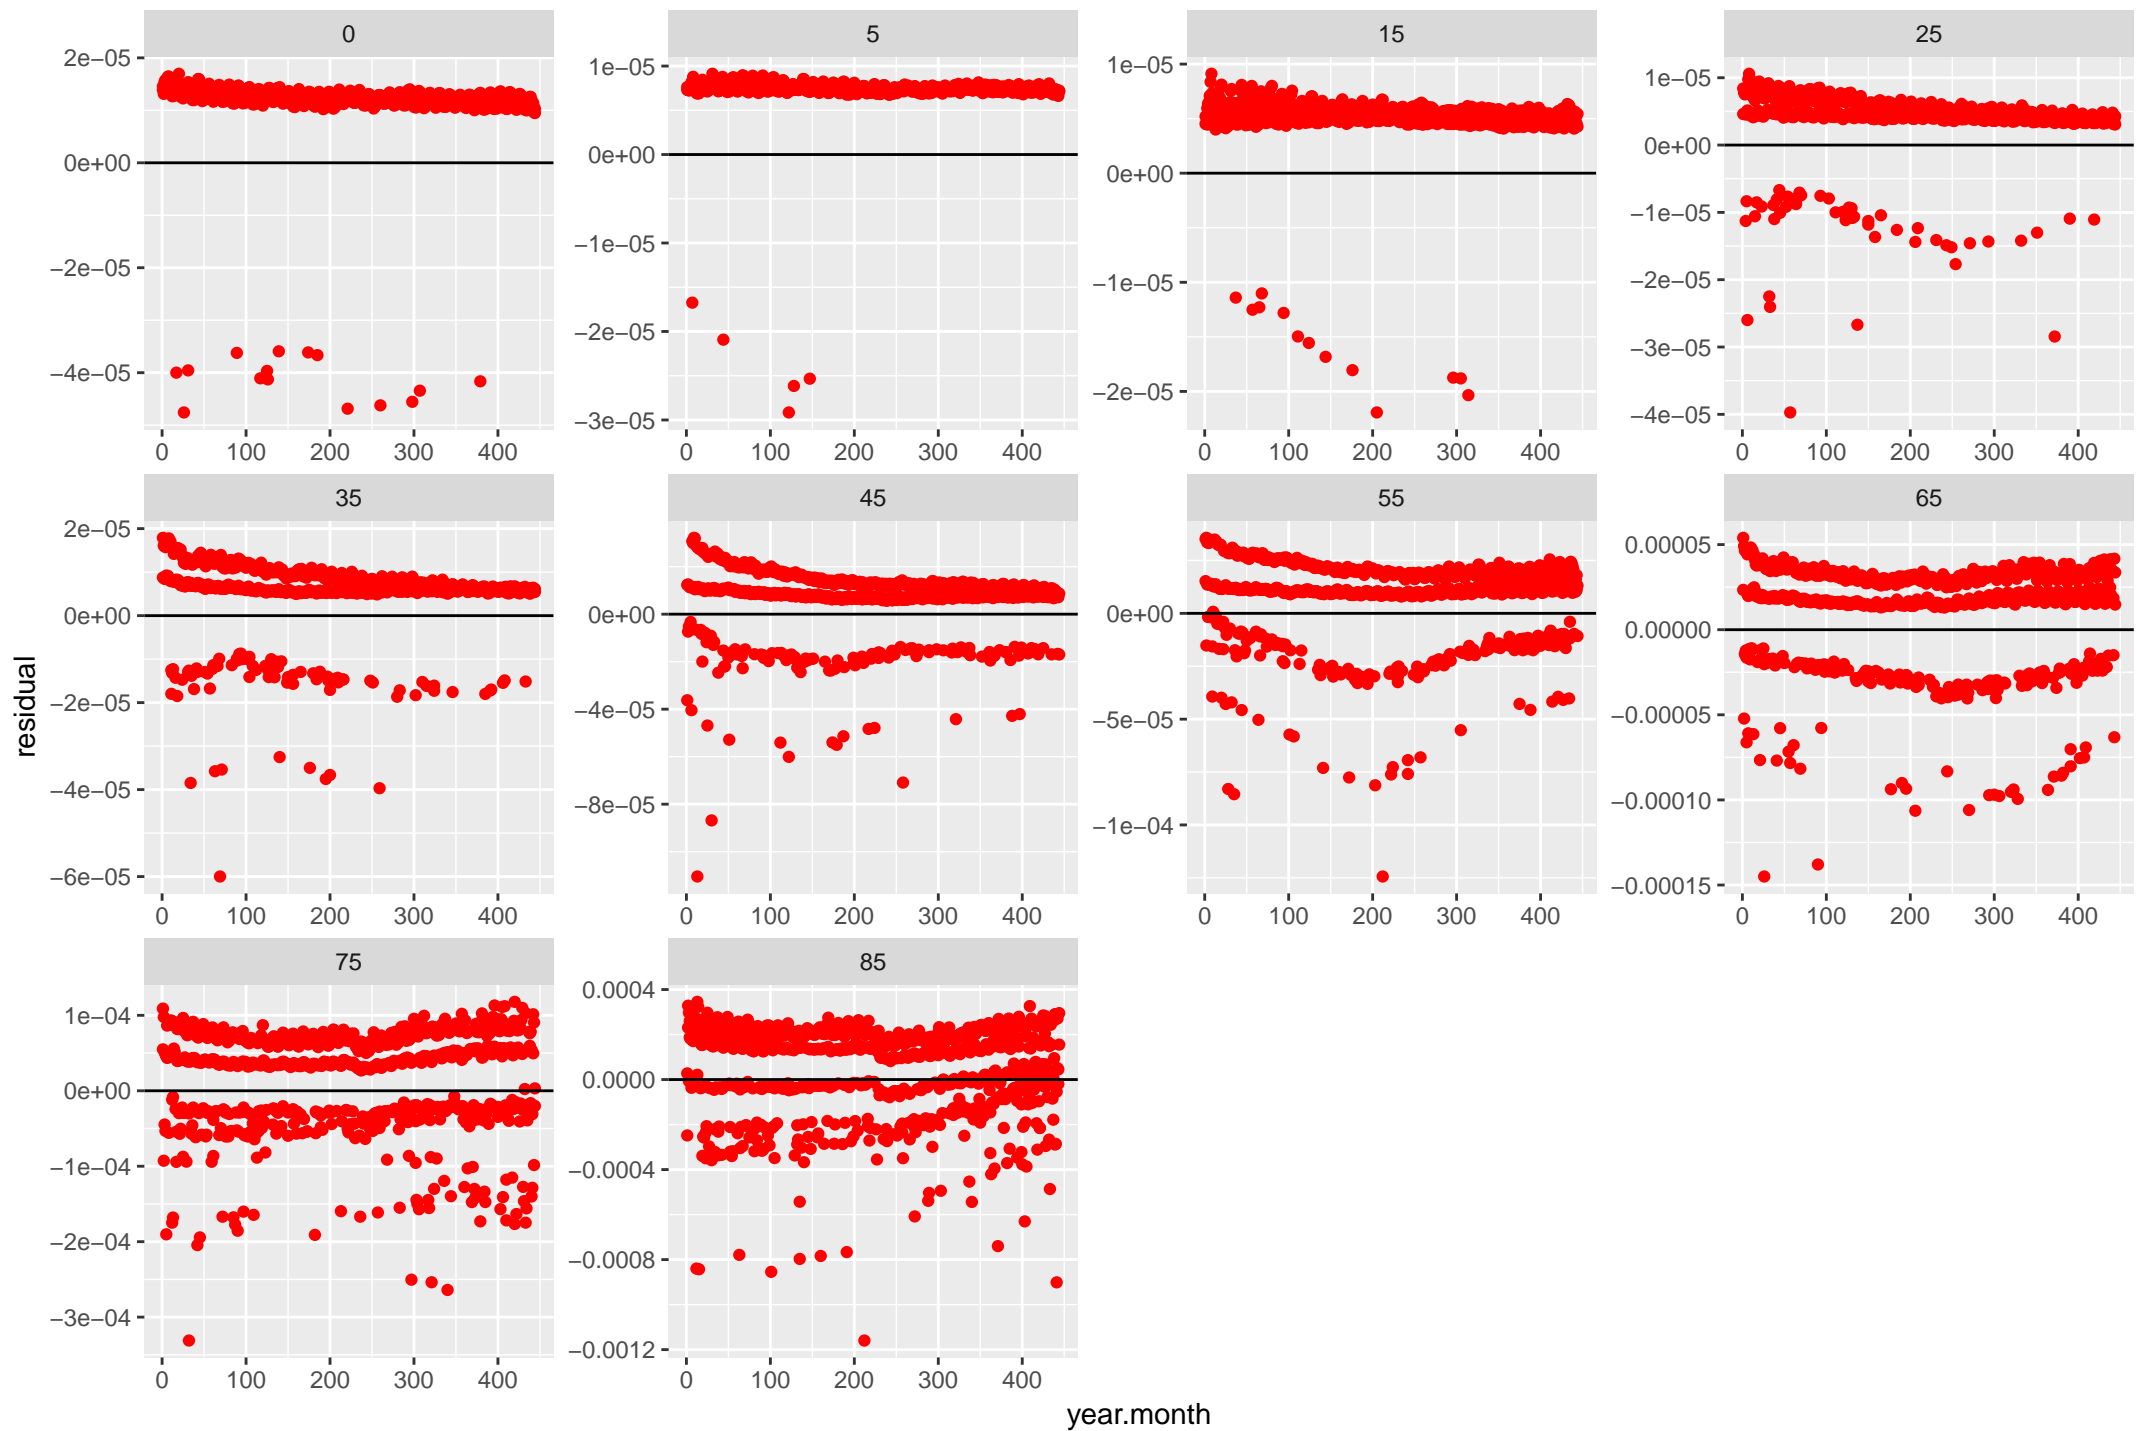 0
5
15
25
2e−05
0e+00
−2e−05
−4e−05
0 100 200 300 400
1e−05
0e+00
−1e−05
−2e−05
−3e−05
0 100 200 300 400
1e−05
0e+00
−1e−05
−2e−05
0 100 200 300 400
1e−05
0e+00
−1e−05
−2e−05
−3e−05
−4e−05
0 100 200 300 400
35
45
55
65
2e−05
0e+00
−2e−05
−4e−05
−6e−05
0 100 200 300 400
0e+00
−4e−05
−8e−05
0 100 200 300 400
0e+00
−5e−05
−1e−04
0 100 200 300 400
0.00005
0.00000
−0.00005
−0.00010
−0.00015
0 100 200 300 400
75
85
1e−04
0e+00
−1e−04
−2e−04
−3e−04
0 100 200 300 400
0.0004
0.0000
−0.0004
−0.0008
−0.0012
0 100 200 300 400
residual
year.month